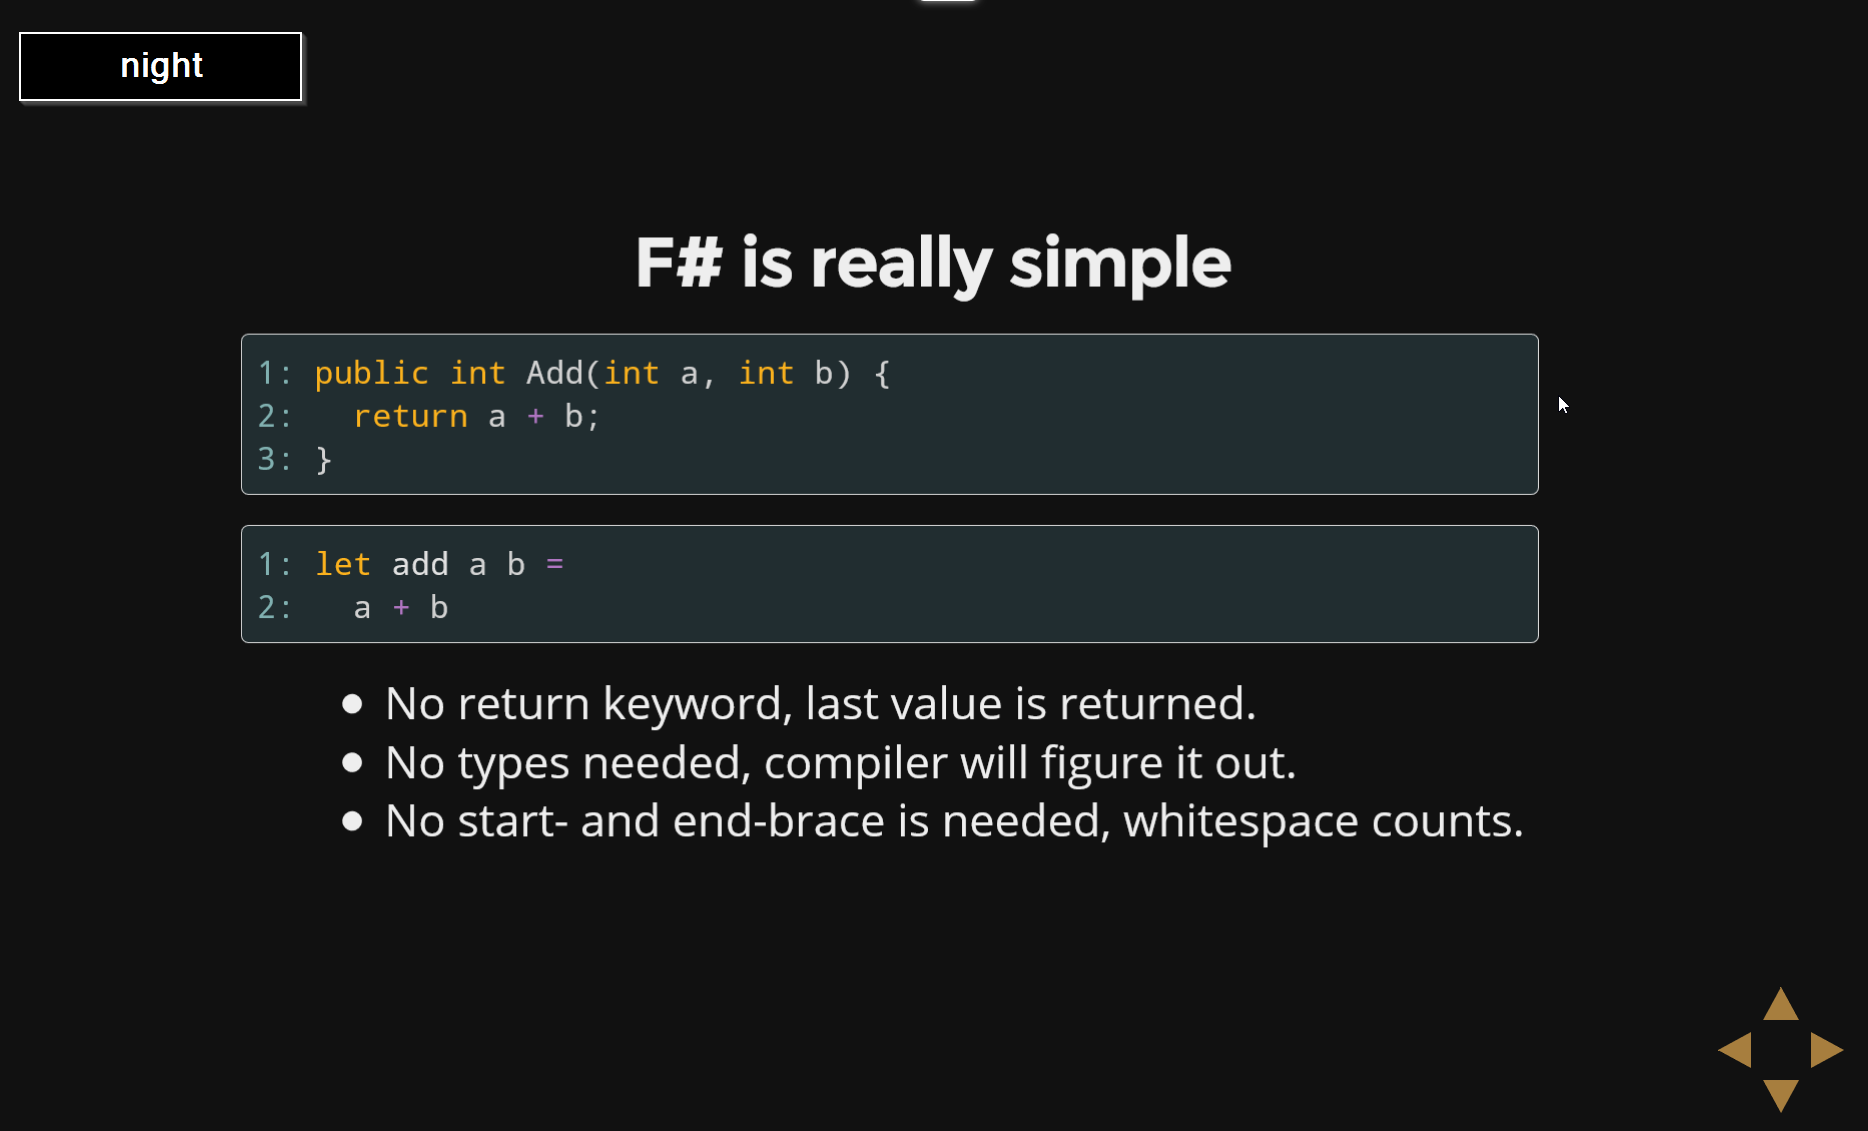 night
F# is really simple
1: public int Add(int a, int b) {
2:   return a + b;
3: }
1: let add a b =
2:   a + b
● No return keyword, last value is returned.
● No types needed, compiler will figure it out.
● No start- and end-brace is needed, whitespace counts.